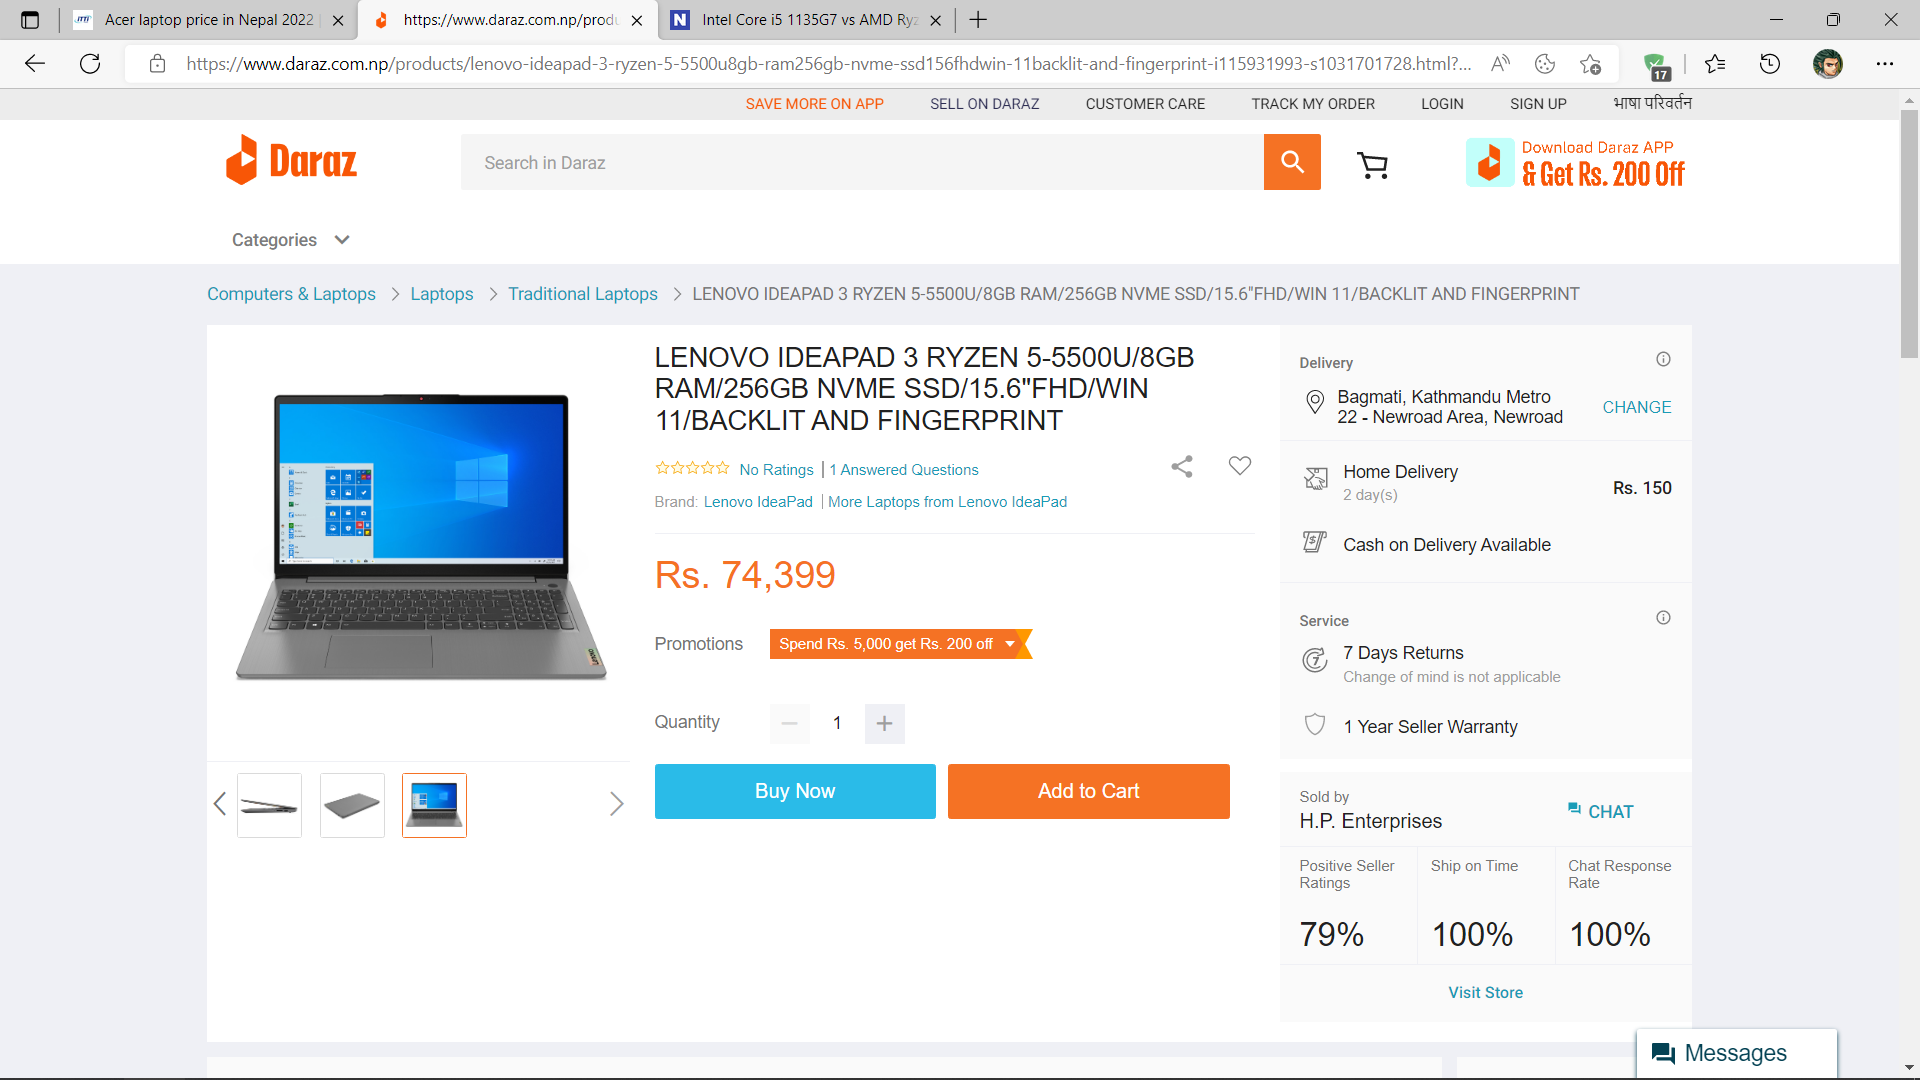 Acer laptop price in Nepal 2022
https://www.daraz.com.np/produ
Intel Core i5 1135G7 vs AMD Ryz
https://www.daraz.com.np/products/lenovo-ideapad-3-ryzen-5-5500u8gb-ram256gb-nvme-ssd156fhdwin-11backlit-and-fingerprint-i115931993-s1031701728.html?...
17
SAVE MORE ON APP
SELL ON DARAZ
CUSTOMER CARE
TRACK MY ORDER
LOGIN
SIGN UP
भाषा परिवर्तन
Daraz
Search in Daraz
Download Daraz APP
& Get Rs. 200 Off
Categories
Computers & Laptops > Laptops > Traditional Laptops > LENOVO IDEAPAD 3 RYZEN 5-5500U/8GB RAM/256GB NVME SSD/15.6"FHD/WIN 11/BACKLIT AND FINGERPRINT
LENOVO IDEAPAD 3 RYZEN 5-5500U/8GB
RAM/256GB NVME SSD/15.6"FHD/WIN
11/BACKLIT AND FINGERPRINT
No Ratings | 1 Answered Questions
Brand: Lenovo IdeaPad | More Laptops from Lenovo IdeaPad
Rs. 74,399
Promotions
Spend Rs. 5,000 get Rs. 200 off
Quantity
1
Buy Now
Add to Cart
Delivery
Bagmati, Kathmandu Metro
22 - Newroad Area, Newroad
CHANGE
Home Delivery
2 day(s)
Rs. 150
Cash on Delivery Available
Service
7 Days Returns
Change of mind is not applicable
1 Year Seller Warranty
Sold by
H.P. Enterprises
CHAT
Positive Seller
Ratings
79%
Ship on Time
100%
Chat Response
Rate
100%
Visit Store
Messages